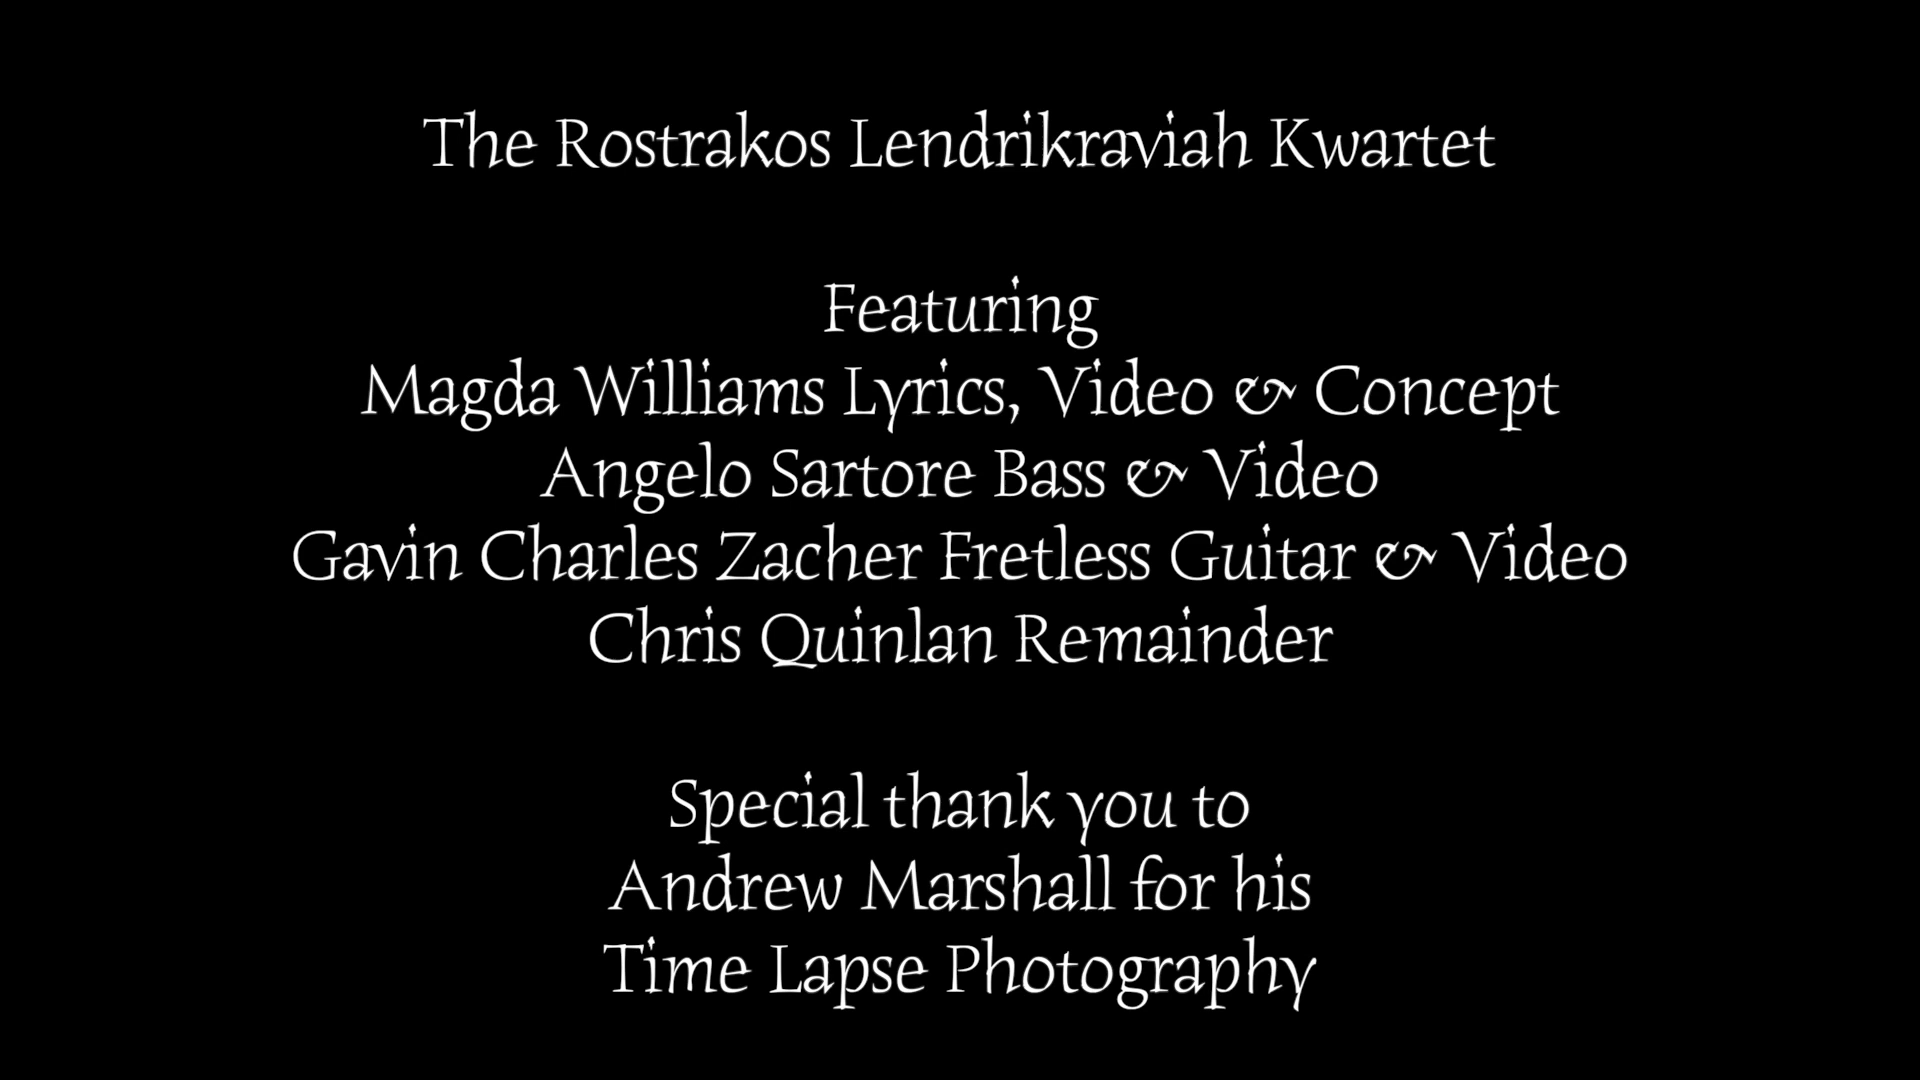 The Rostrakos Lendrikraviah Kwartet
Featuring
Magda Williams Lyrics, Video & Concept
Angelo Sartore Bass & Video
Gavin Charles Zacher Fretless Guitar & Video
Chris Quinlan Remainder
Special thank you to
Andrew Marshall for his
Time Lapse Photography